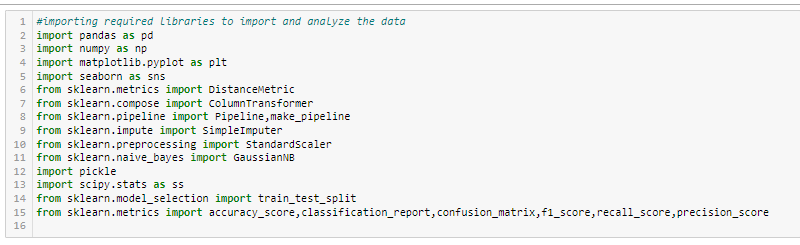 1 #importing required libraries to import and analyze the data
2 import pandas as pd
3 import numpy as np
4 import matplotlib.pyplot as plt
5 import seaborn as sns
6 from sklearn.metrics import DistanceMetric
7 from sklearn.compose import ColumnTransformer
8 from sklearn.pipeline import Pipeline,make_pipeline
9 from sklearn.impute import SimpleImputer
10 from sklearn.preprocessing import StandardScaler
11 from sklearn.naive_bayes import GaussianNB
12 import pickle
13 import scipy.stats as ss
14 from sklearn.model_selection import train_test_split
15 from sklearn.metrics import accuracy_score,classification_report,confusion_matrix,f1_score,recall_score,precision_score
16